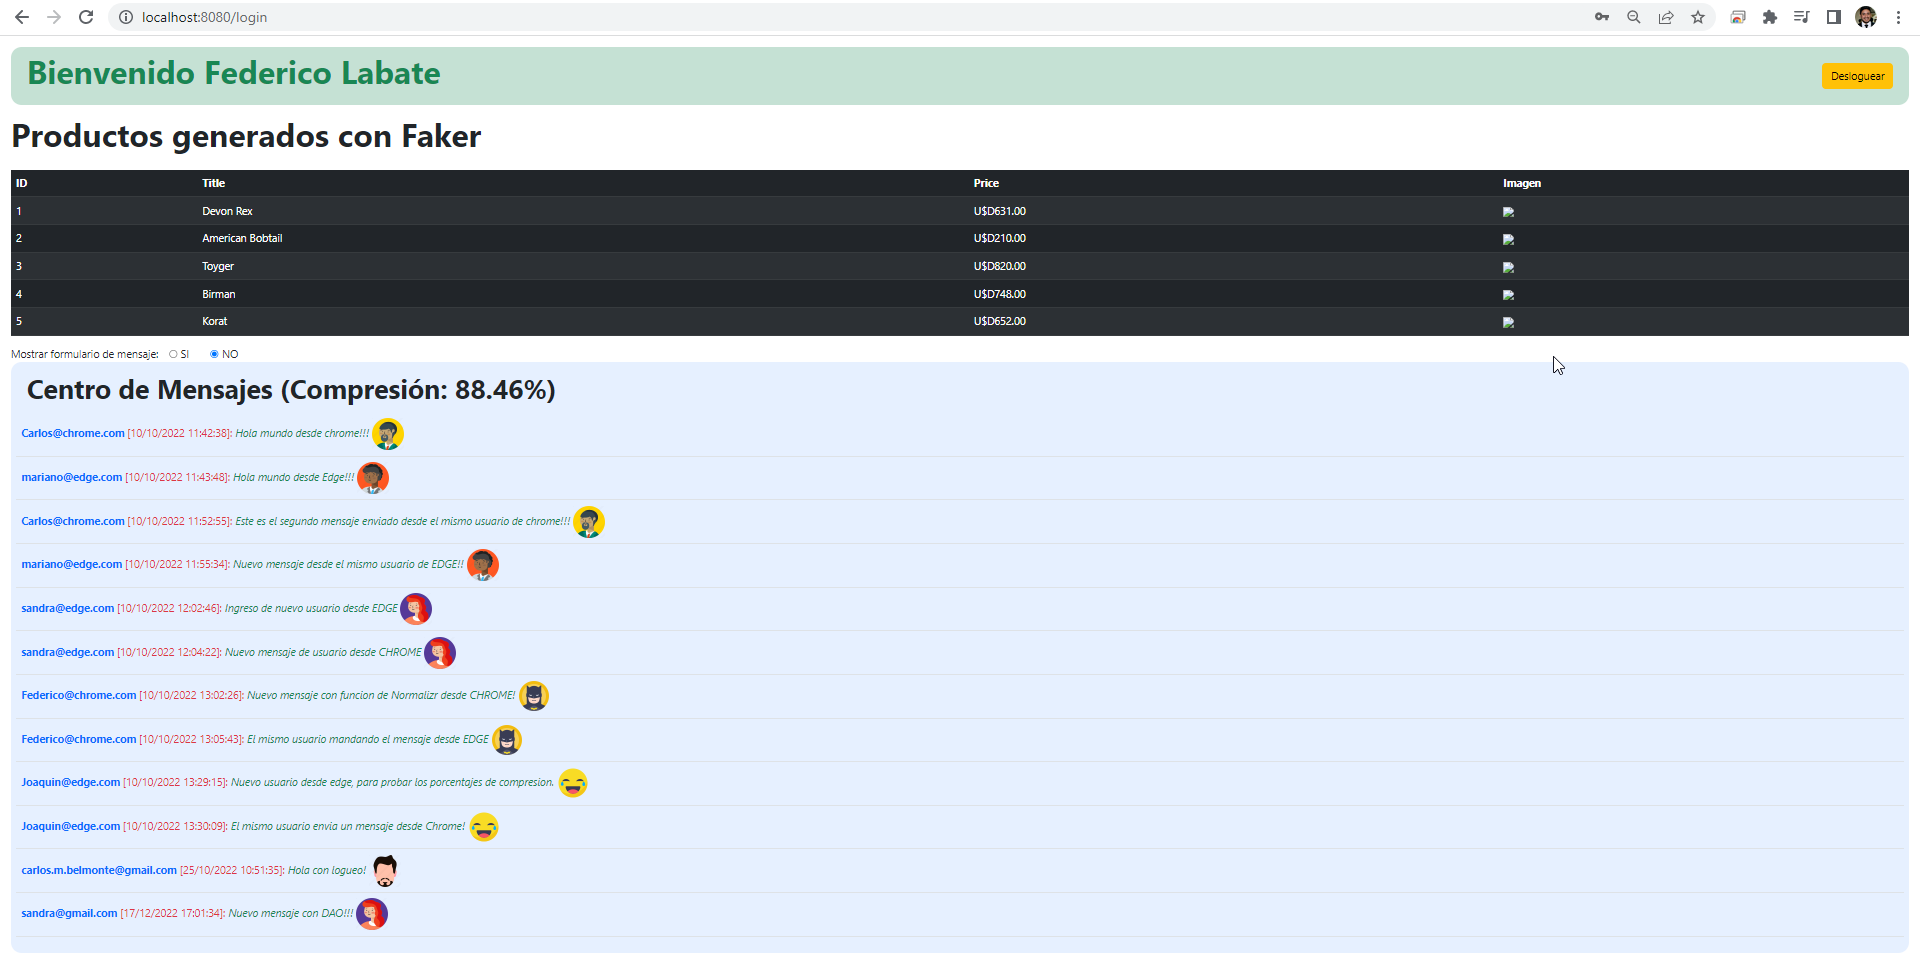 localhost:8080/login
Bienvenido Federico Labate
Desloguear
Productos generados con Faker
ID Title Price Imagen
1 Devon Rex U$D631.00
2 American Bobtail U$D210.00
3 Toyger U$D820.00
4 Birman U$D748.00
5 Korat U$D652.00
Mostrar formulario de mensaje: SI NO
Centro de Mensajes (Compresión: 88.46%)
Carlos@chrome.com [10/10/2022 11:42:38]: Hola mundo desde chrome!!!
mariano@edge.com [10/10/2022 11:43:48]: Hola mundo desde Edge!!!
Carlos@chrome.com [10/10/2022 11:52:55]: Este es el segundo mensaje enviado desde el mismo usuario de chrome!!!
mariano@edge.com [10/10/2022 11:55:34]: Nuevo mensaje desde el mismo usuario de EDGE!!
sandra@edge.com [10/10/2022 12:02:46]: Ingreso de nuevo usuario desde EDGE
sandra@edge.com [10/10/2022 12:04:22]: Nuevo mensaje de usuario desde CHROME
Federico@chrome.com [10/10/2022 13:02:26]: Nuevo mensaje con funcion de Normalizr desde CHROME!
Federico@chrome.com [10/10/2022 13:05:43]: El mismo usuario mandando el mensaje desde EDGE
Joaquin@edge.com [10/10/2022 13:29:15]: Nuevo usuario desde edge, para probar los porcentajes de compresion.
Joaquin@edge.com [10/10/2022 13:30:09]: El mismo usuario envia un mensaje desde Chrome!
carlos.m.belmonte@gmail.com [25/10/2022 10:51:35]: Hola con logueo!
sandra@gmail.com [17/12/2022 17:01:34]: Nuevo mensaje con DAO!!!